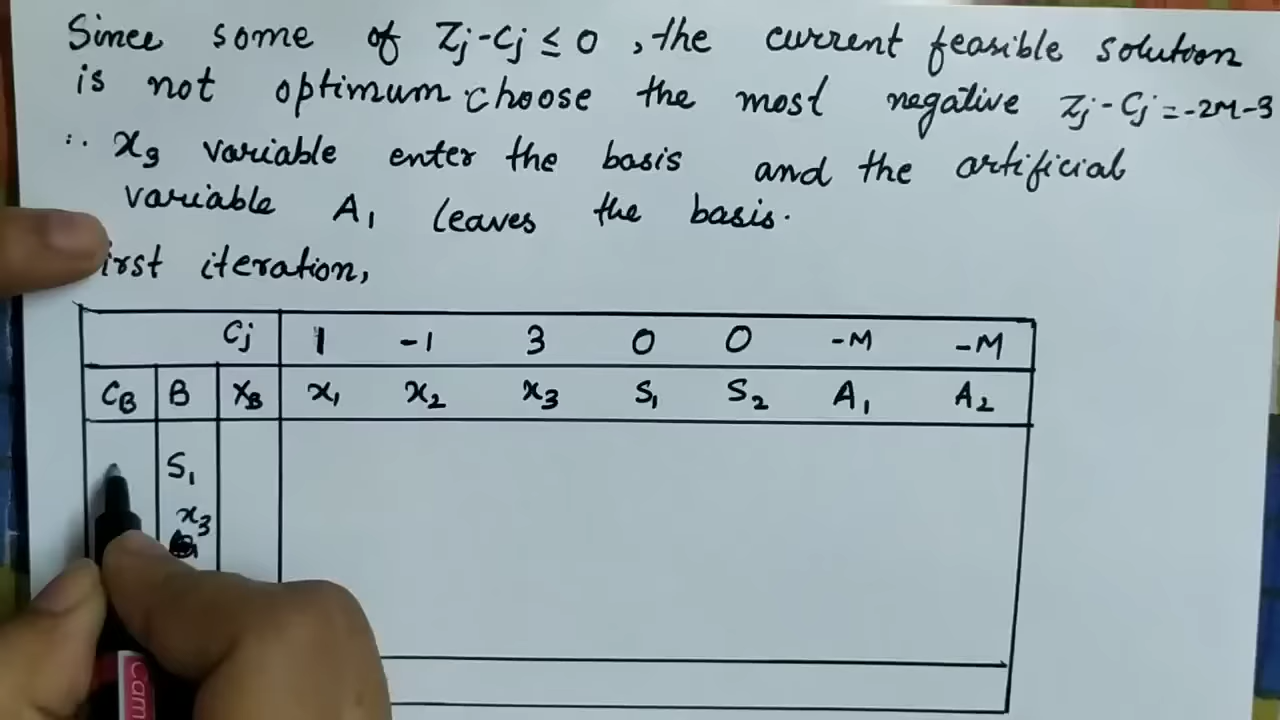 Since some of Zj-Cj ≤ 0, the current feasible solution
is not optimum. choose the most negative Zj-Cj = -2M-3
∴ x3 variable enter the basis and the artificial
variable A1 leaves the basis.
irst iteration,
Cj 1 -1 3 0 0 -M -M
CB B XB x1 x2 x3 S1 S2 A1 A2
S1
x3
Cam